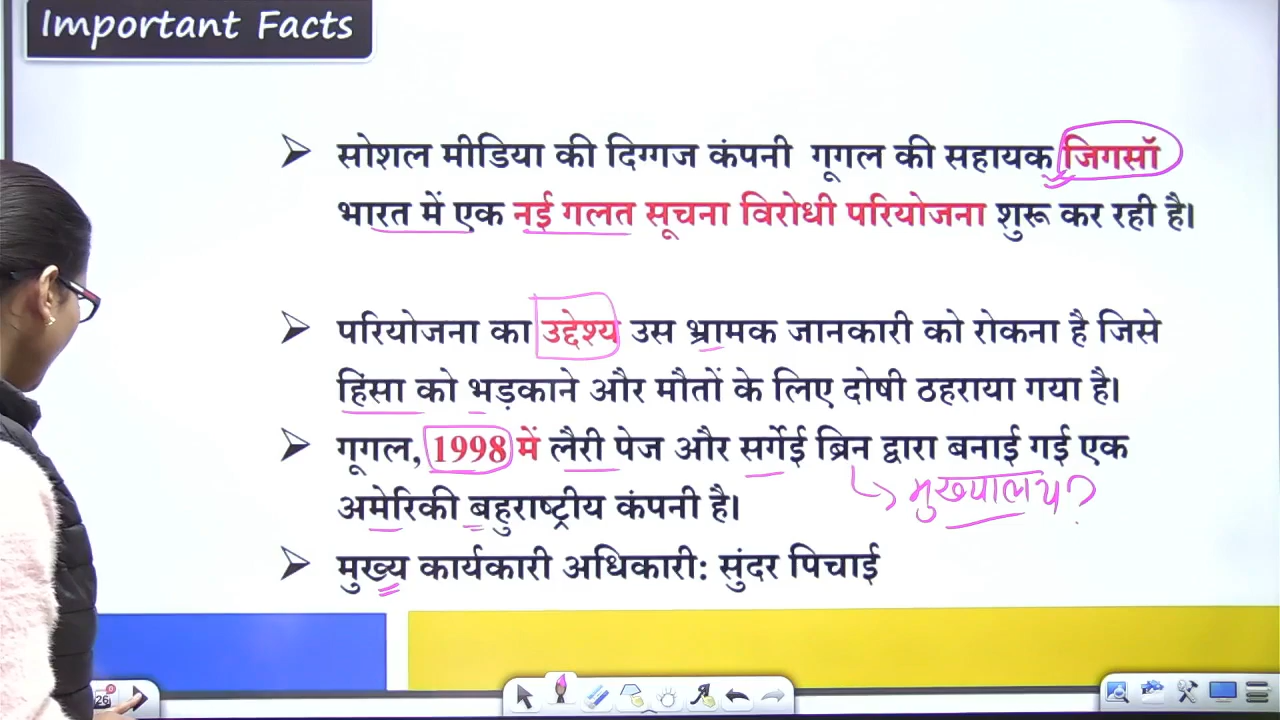 Important Facts
सोशल मीडिया की दिग्गज कंपनी गूगल की सहायक जिगसॉ
भारत में एक नई गलत सूचना विरोधी परियोजना शुरू कर रही है।
परियोजना का उद्देश्य उस भ्रामक जानकारी को रोकना है जिसे
हिंसा को भड़काने और मौतों के लिए दोषी ठहराया गया है।
गूगल, 1998 में लैरी पेज और सर्गेई ब्रिन द्वारा बनाई गई एक
मुख्यालय?
अमेरिकी बहुराष्ट्रीय कंपनी है।
मुख्य कार्यकारी अधिकारी: सुंदर पिचाई
26